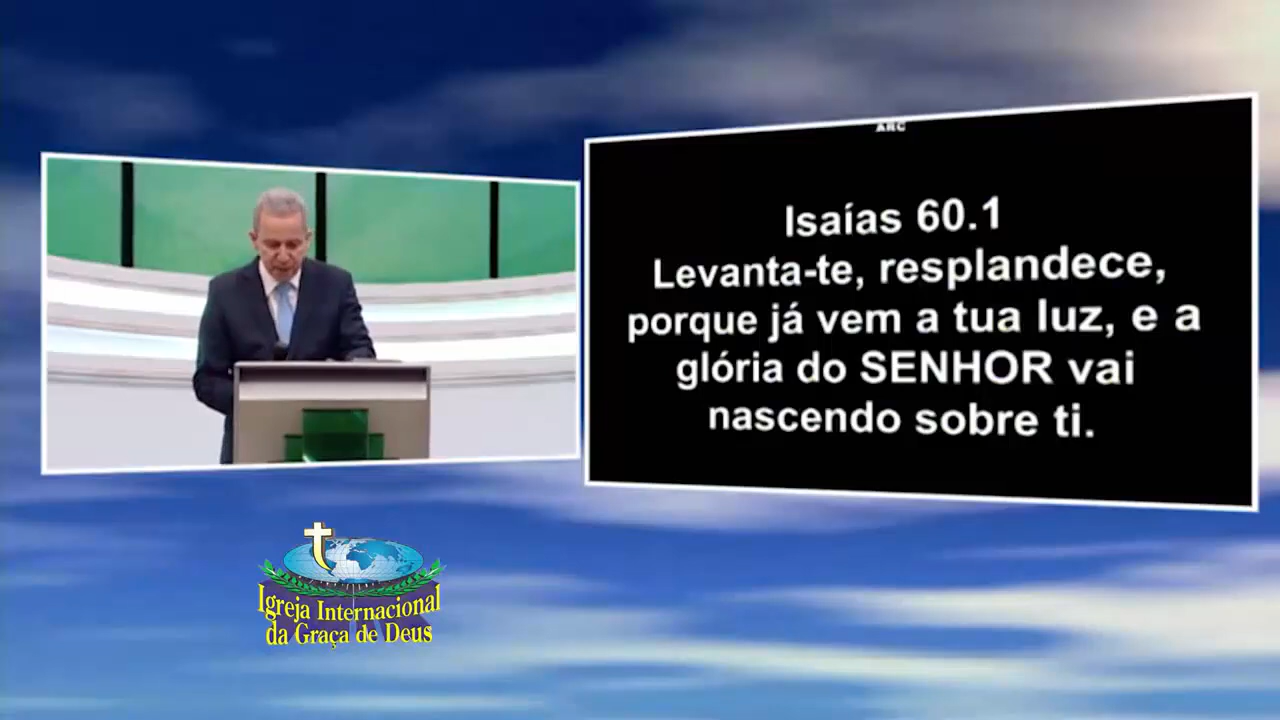 ARC
Isaías 60.1
Levanta-te, resplandece,
porque já vem a tua luz, e a
glória do SENHOR vai
nascendo sobre ti.
Igreja Internacional
da Graça de Deus